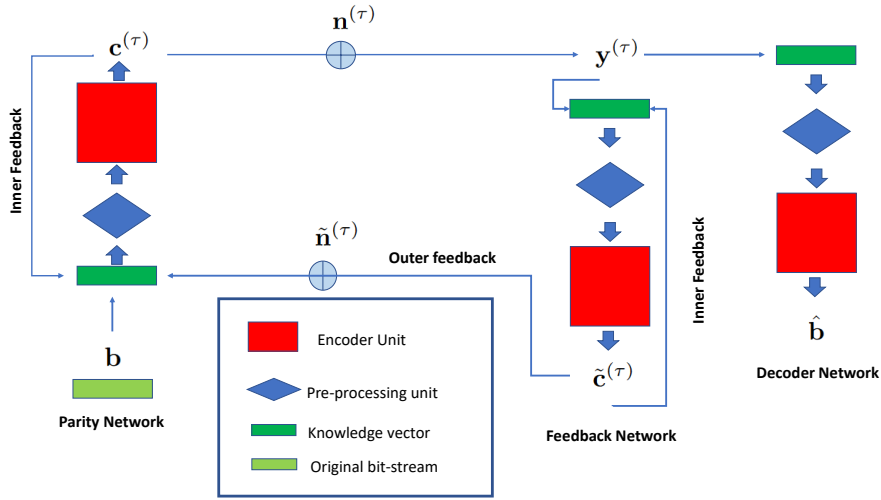 n^(τ)
c^(τ)
y^(τ)
Inner Feedback
ñ^(τ)
Outer feedback
Inner Feedback
b
Parity Network
Encoder Unit
Pre-processing unit
Knowledge vector
Original bit-stream
c̃^(τ)
Feedback Network
b̂
Decoder Network